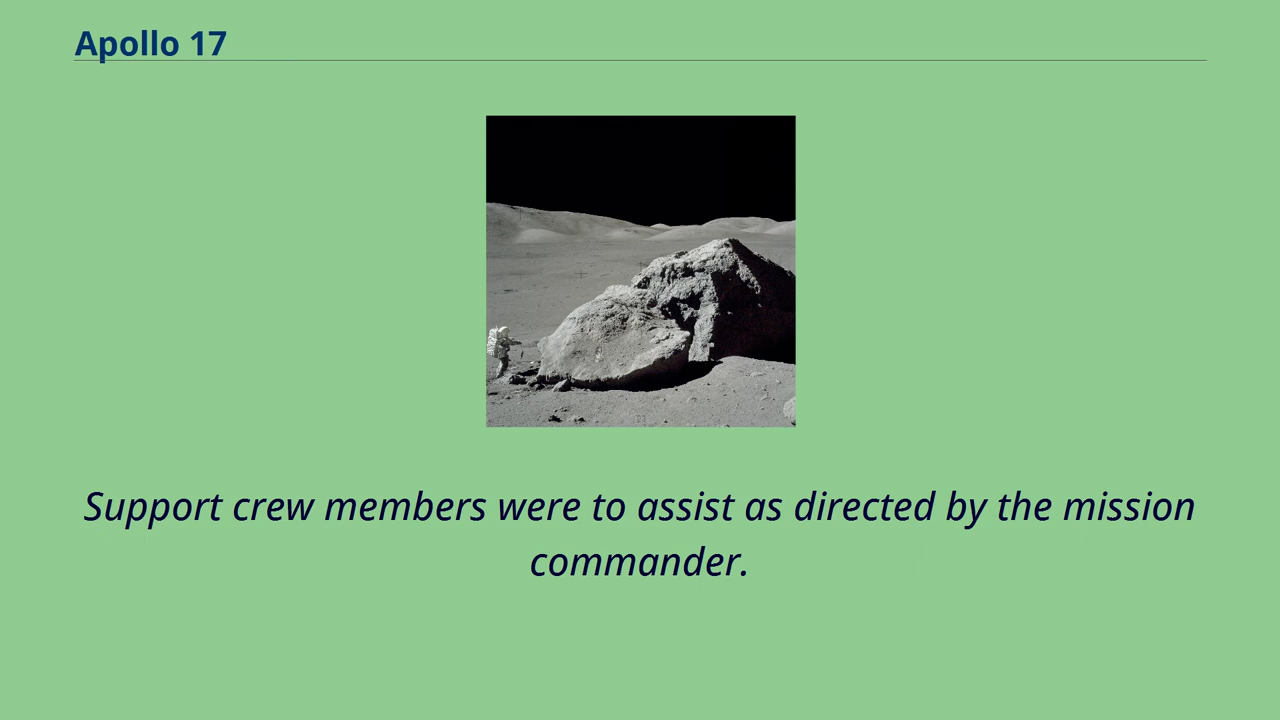 Apollo 17
Support crew members were to assist as directed by the mission
commander.